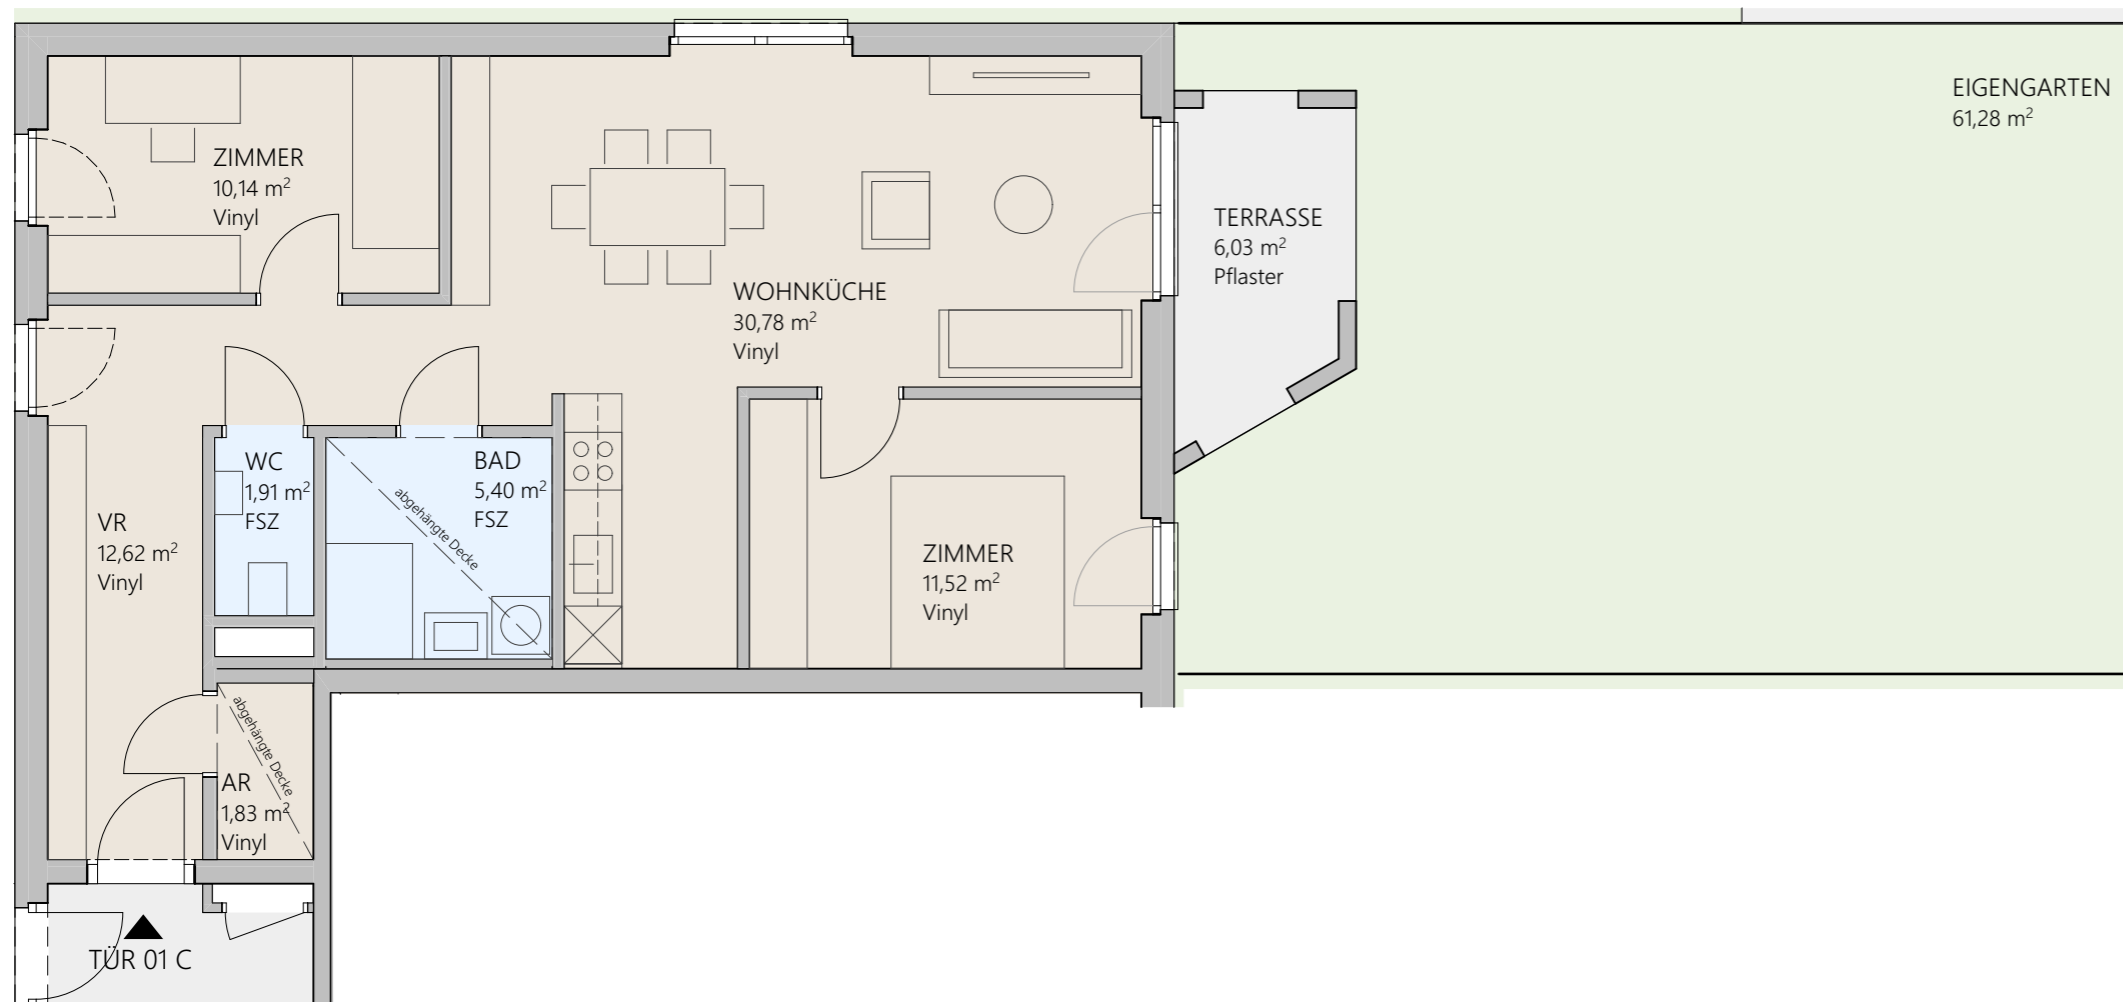 EIGENGARTEN
61,28 m²
ZIMMER
10,14 m²
Vinyl
TERRASSE
6,03 m²
Pflaster
WOHNKÜCHE
30,78 m²
Vinyl
WC
1,91 m²
FSZ
BAD
5,40 m²
FSZ
abgehängte Decke
VR
12,62 m²
Vinyl
ZIMMER
11,52 m²
Vinyl
abgehängte Decke
AR
1,83 m²
Vinyl
TÜR 01 C